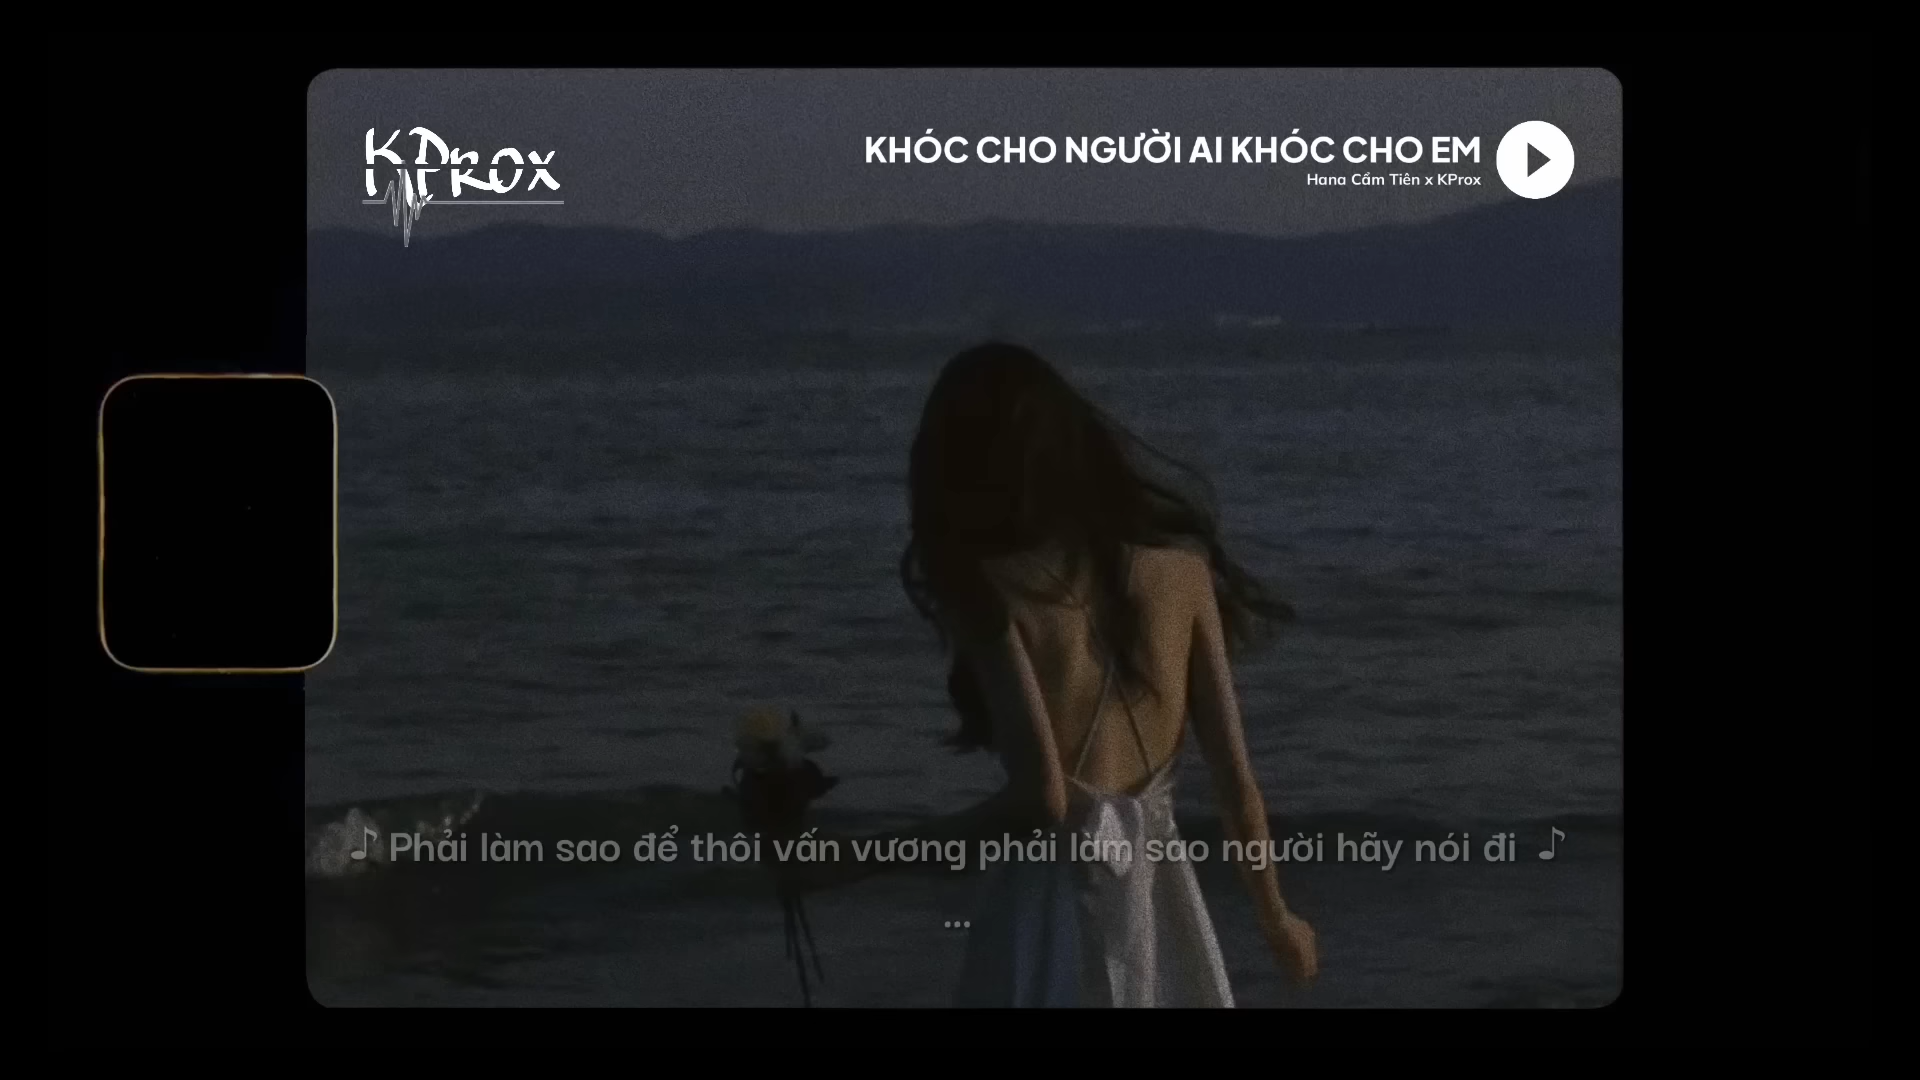 KProx
KHÓC CHO NGƯỜI AI KHÓC CHO EM
Hana Cẩm Tiên x KProx
♪ Phải làm sao để thôi vấn vương phải làm sao người hãy nói đi ♪
...